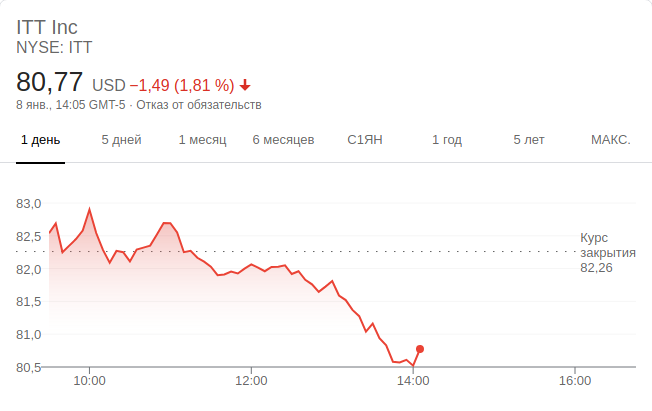 ITT Inc
NYSE: ITT
80,77 USD −1,49 (1,81 %)
8 янв., 14:05 GMT-5 · Отказ от обязательств
1 день 5 дней 1 месяц 6 месяцев С1ЯН 1 год 5 лет МАКС.
83,0
82,5
82,0
81,5
81,0
80,5
Курс
закрытия
82,26
10:00 12:00 14:00 16:00